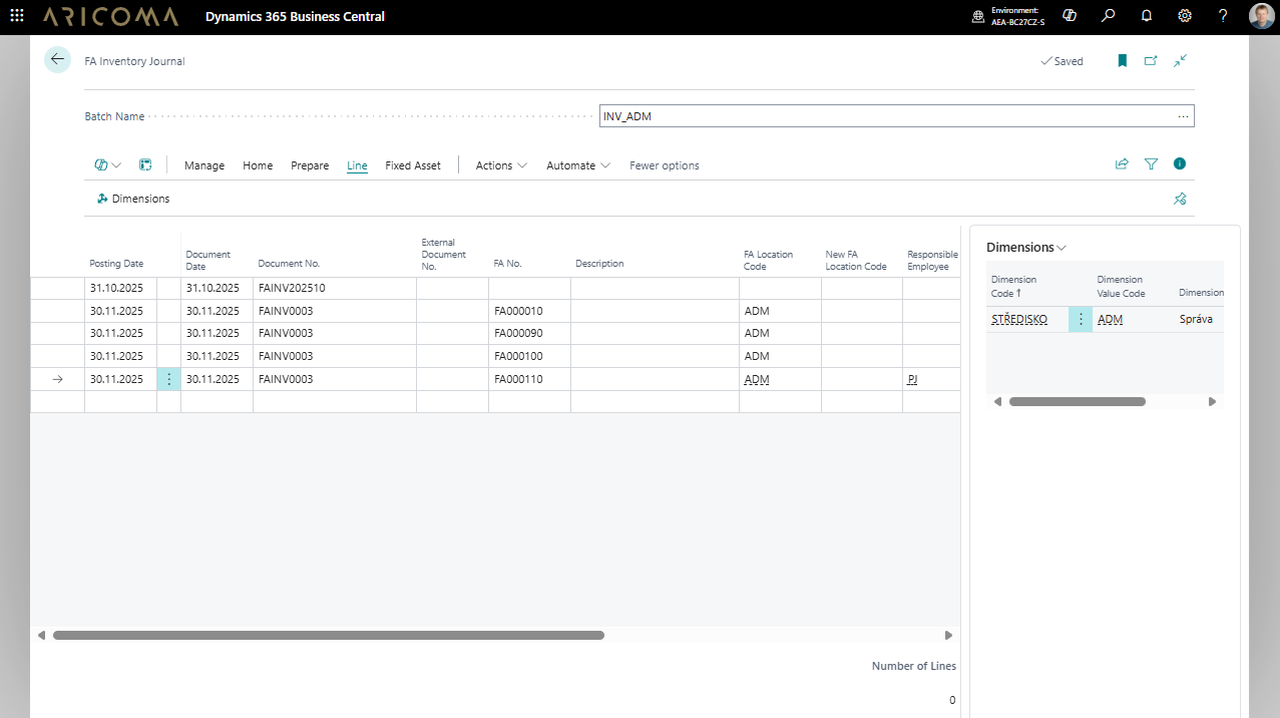 ARICOMA Dynamics 365 Business Central Environment: AEA-BC27CZ-S ?
FA Inventory Journal Saved
Batch Name INV_ADM ...
Manage Home Prepare Line Fixed Asset Actions Automate Fewer options
Dimensions
Posting Date Document Date Document No. External Document No. FA No. Description FA Location Code New FA Location Code Responsible Employee
31.10.2025 31.10.2025 FAINV202510
30.11.2025 30.11.2025 FAINV0003 FA000010 ADM
30.11.2025 30.11.2025 FAINV0003 FA000090 ADM
30.11.2025 30.11.2025 FAINV0003 FA000100 ADM
30.11.2025 30.11.2025 FAINV0003 FA000110 ADM PJ
Number of Lines
0
Dimensions
Dimension Code ↑ Dimension Value Code Dimension
STŘEDISKO ADM Správa